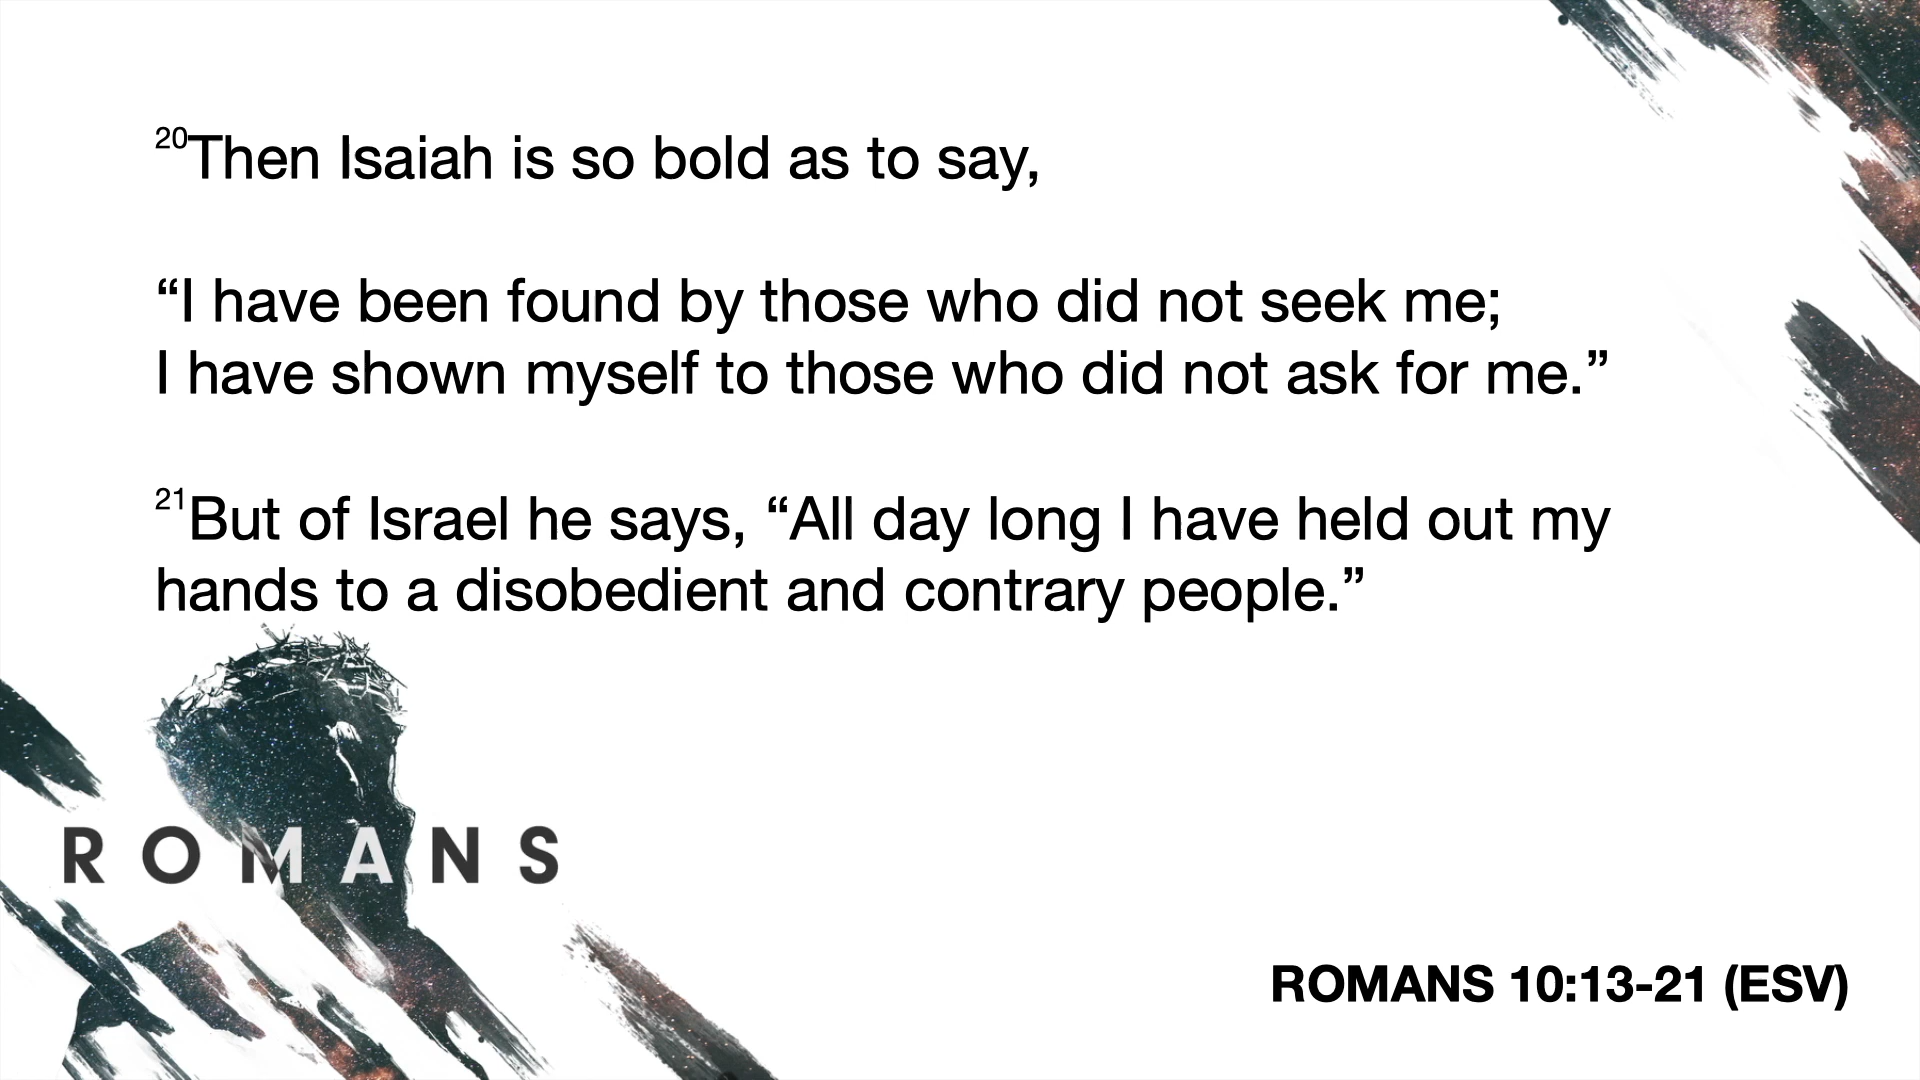 20Then Isaiah is so bold as to say,
“I have been found by those who did not seek me;
I have shown myself to those who did not ask for me.”
21But of Israel he says, “All day long I have held out my
hands to a disobedient and contrary people.”
ROMANS
ROMANS 10:13-21 (ESV)